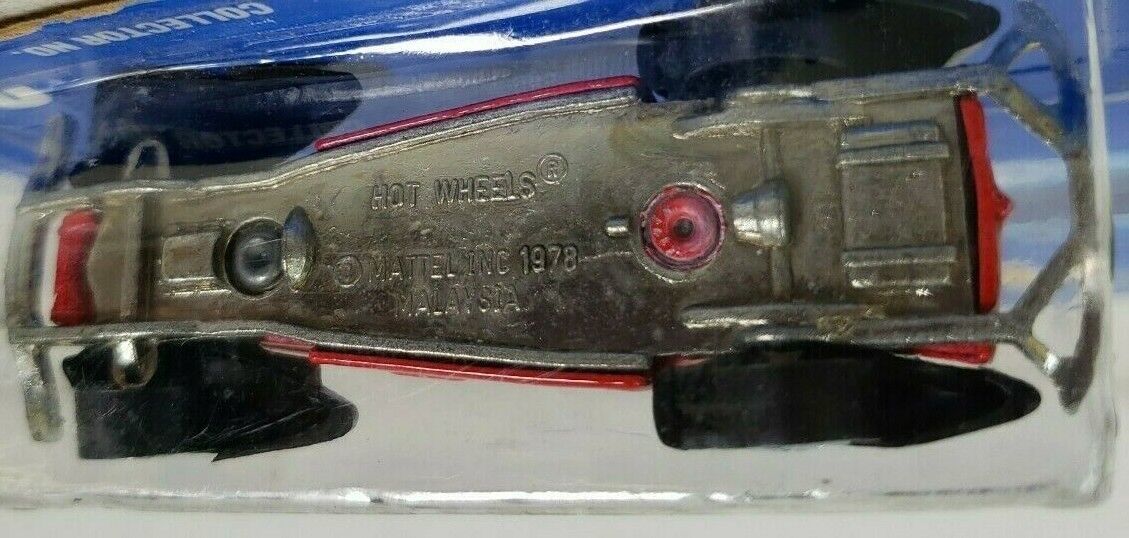 COLLECTOR NO.
HOT WHEELS®
© MATTEL, INC 1978
MALAYSIA